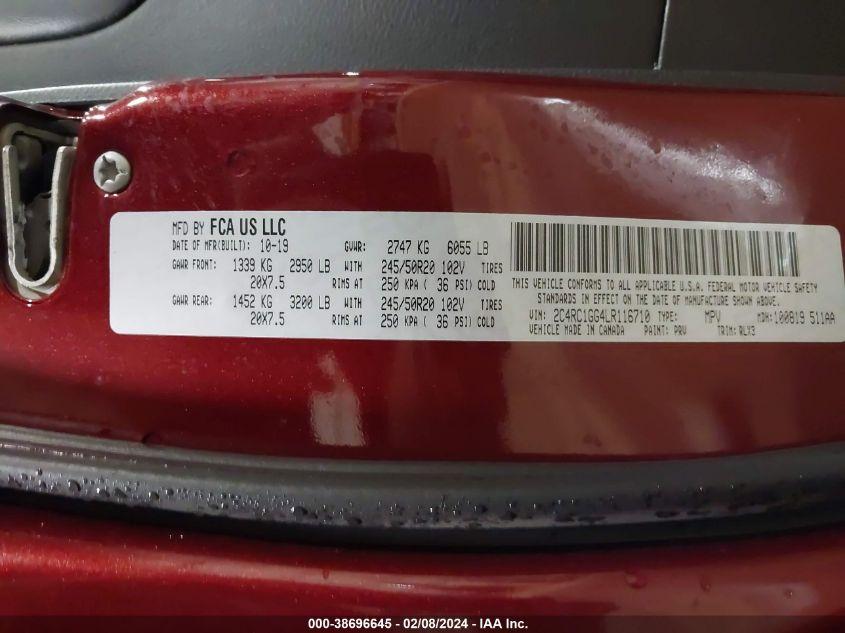 MFD BY FCA US LLC
DATE OF MFR(BUILT): 10-19 GVWR: 2747 KG 6055 LB
GAWR FRONT: 1339 KG 2950 LB WITH 245/50R20 102V TIRES
20X7.5 RIMS AT 250 KPA ( 36 PSI) COLD
GAWR REAR: 1452 KG 3200 LB WITH 245/50R20 102V TIRES
20X7.5 RIMS AT 250 KPA ( 36 PSI) COLD
THIS VEHICLE CONFORMS TO ALL APPLICABLE U.S.A. FEDERAL MOTOR VEHICLE SAFETY
STANDARDS IN EFFECT ON THE DATE OF MANUFACTURE SHOWN ABOVE.
VIN: 2C4RC1GG4LR116710 TYPE: MPV MDH: 100819 511AA
VEHICLE MADE IN CANADA PAINT: PRV TRIM: RLX3
000-38696645 - 02/08/2024 - IAA Inc.